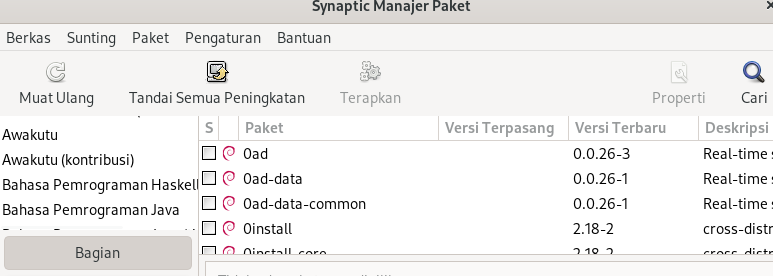 Synaptic Manajer Paket
Berkas Sunting Paket Pengaturan Bantuan
Muat Ulang Tandai Semua Peningkatan Terapkan Properti Cari
S Paket Versi Terpasang Versi Terbaru Deskripsi
Awakutu
Awakutu (kontribusi)
Bahasa Pemrograman Haskell
Bahasa Pemrograman Java
Bagian
0ad 0.0.26-3 Real-time
0ad-data 0.0.26-1 Real-time
0ad-data-common 0.0.26-1 Real-time
0install 2.18-2 cross-distr
0install-core 2.18-2 cross-distr